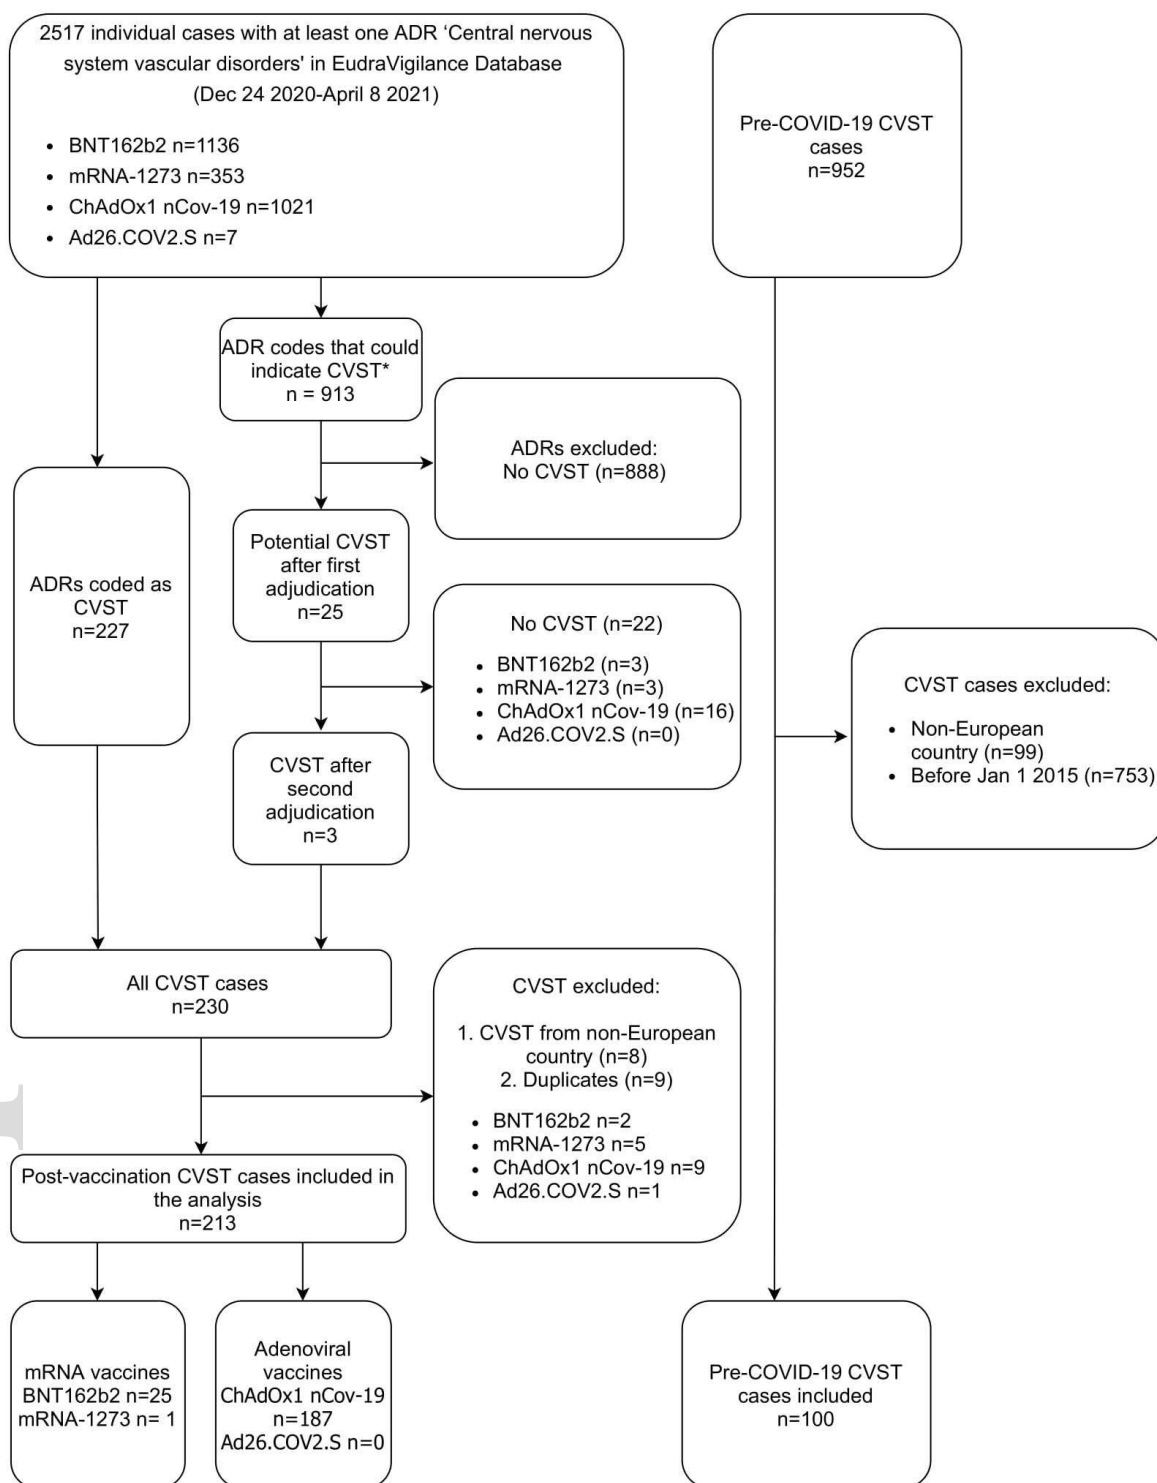 2517 individual cases with at least one ADR ‘Central nervous
system vascular disorders' in EudraVigilance Database
(Dec 24 2020-April 8 2021)
• BNT162b2 n=1136
• mRNA-1273 n=353
• ChAdOx1 nCov-19 n=1021
• Ad26.COV2.S n=7
Pre-COVID-19 CVST
cases
n=952
ADR codes that could
indicate CVST*
n = 913
ADRs excluded:
No CVST (n=888)
ADRs coded as
CVST
n=227
Potential CVST
after first
adjudication
n=25
No CVST (n=22)
• BNT162b2 (n=3)
• mRNA-1273 (n=3)
• ChAdOx1 nCov-19 (n=16)
• Ad26.COV2.S (n=0)
CVST cases excluded:
• Non-European
country (n=99)
• Before Jan 1 2015 (n=753)
CVST after
second
adjudication
n=3
All CVST cases
n=230
CVST excluded:
1. CVST from non-European
country (n=8)
2. Duplicates (n=9)
• BNT162b2 n=2
• mRNA-1273 n=5
• ChAdOx1 nCov-19 n=9
• Ad26.COV2.S n=1
Post-vaccination CVST cases included in
the analysis
n=213
mRNA vaccines
BNT162b2 n=25
mRNA-1273 n= 1
Adenoviral
vaccines
ChAdOx1 nCov-19
n=187
Ad26.COV2.S n=0
Pre-COVID-19 CVST
cases included
n=100